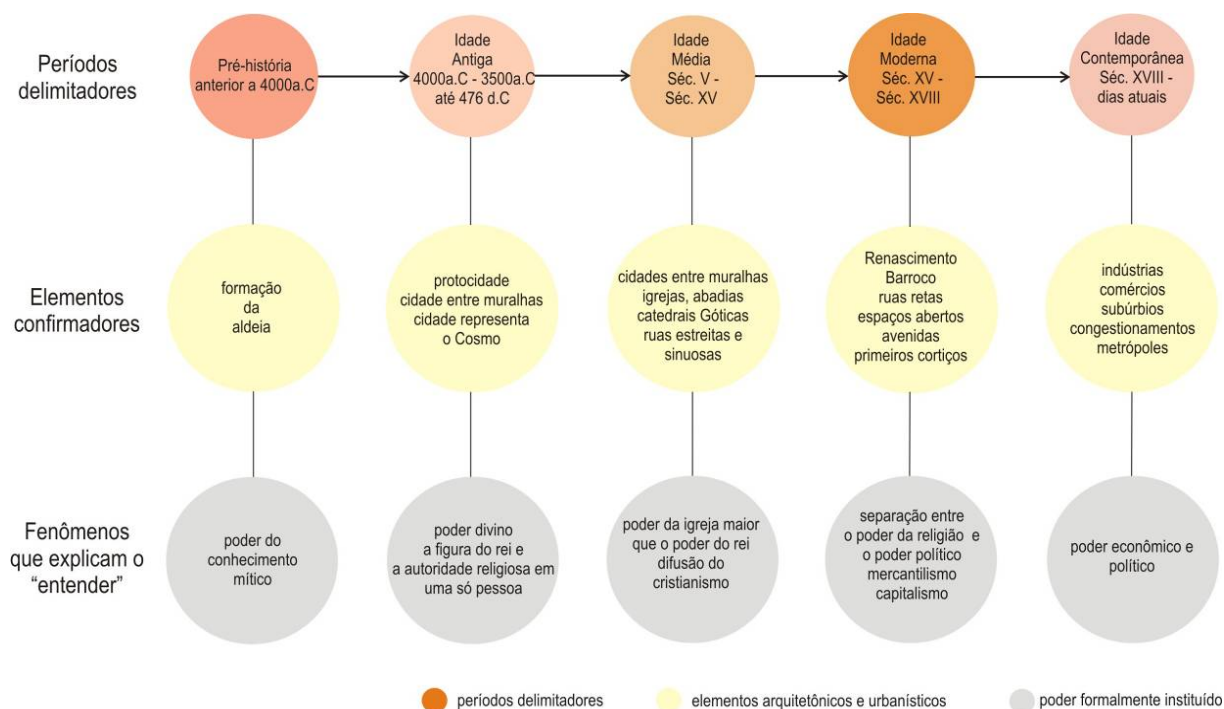 Períodos
delimitadores
Pré-história
anterior a 4000a.C
Idade
Antiga
4000a.C - 3500a.C
até 476 d.C
Idade
Média
Séc. V -
Séc. XV
Idade
Moderna
Séc. XV -
Séc. XVIII
Idade
Contemporânea
Séc. XVIII -
dias atuais
Elementos
confirmadores
formação
da
aldeia
protocidade
cidade entre muralhas
cidade representa
o Cosmo
cidades entre muralhas
igrejas, abadias
catedrais Góticas
ruas estreitas e
sinuosas
Renascimento
Barroco
ruas retas
espaços abertos
avenidas
primeiros cortiços
indústrias
comércios
subúrbios
congestionamentos
metrópoles
Fenômenos
que explicam o
“entender”
poder do
conhecimento
mítico
poder divino
a figura do rei e
a autoridade religiosa em
uma só pessoa
poder da igreja maior
que o poder do rei
difusão do
cristianismo
separação entre
o poder da religião e
o poder político
mercantilismo
capitalismo
poder econômico e
político
períodos delimitadores
elementos arquitetônicos e urbanísticos
poder formalmente instituído